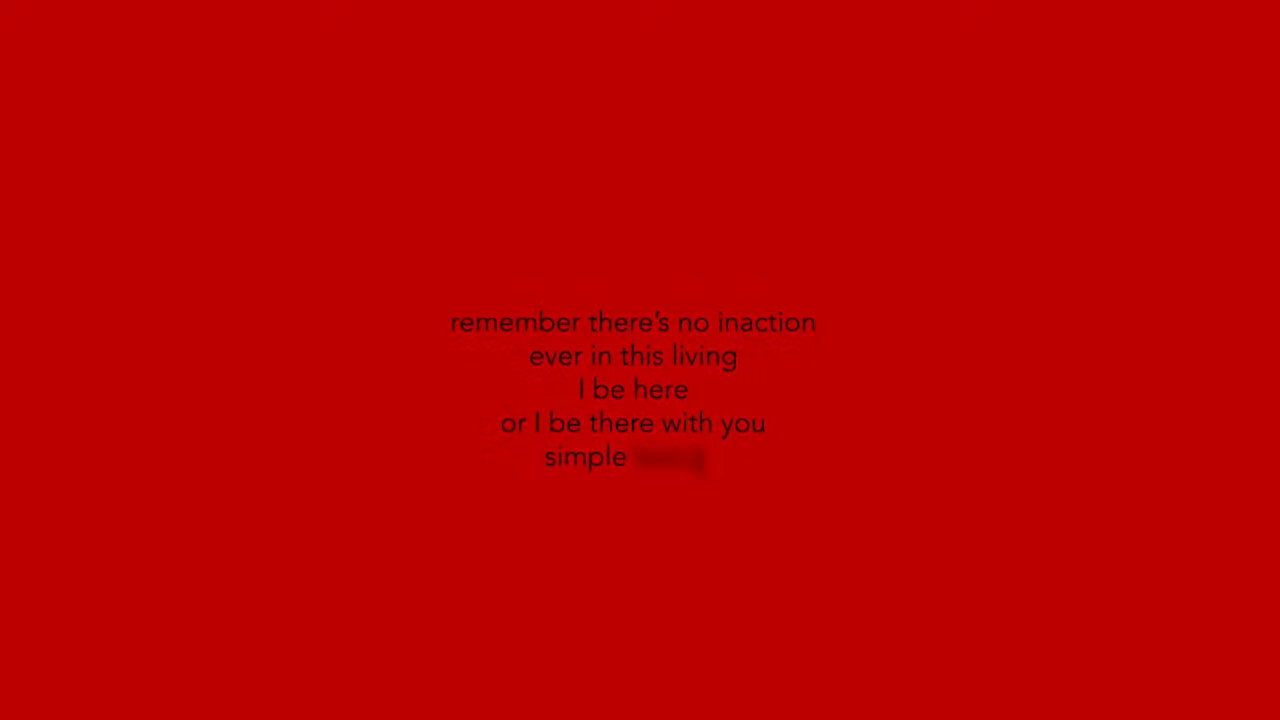 remember there's no inaction
ever in this living
I be here
or I be there with you
simple